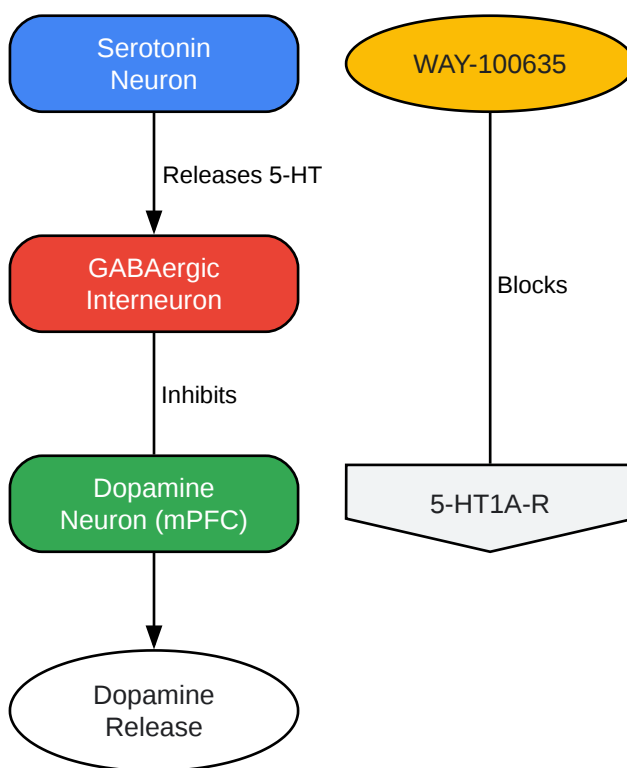 Serotonin
Neuron
WAY-100635
Releases 5-HT
GABAergic
Interneuron
Blocks
Inhibits
Dopamine
Neuron (mPFC)
5-HT1A-R
Dopamine
Release